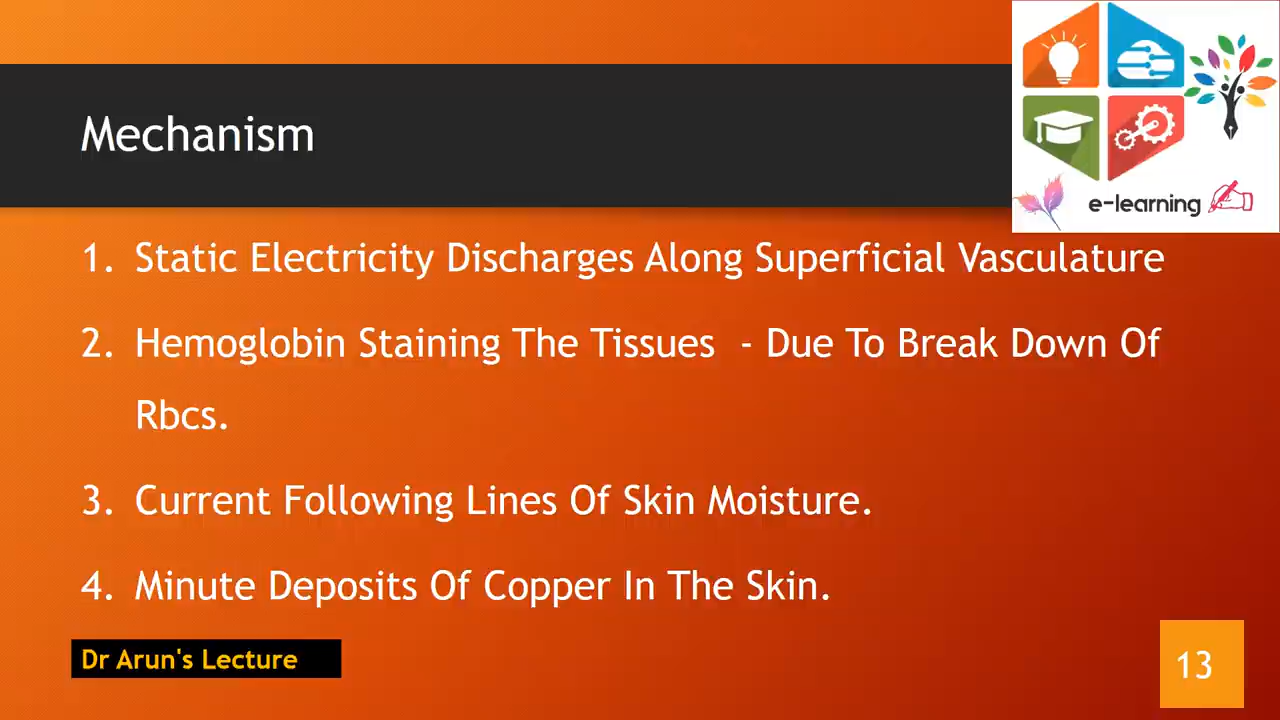 Mechanism
e-learning
1. Static Electricity Discharges Along Superficial Vasculature
2. Hemoglobin Staining The Tissues - Due To Break Down Of
Rbcs.
3. Current Following Lines Of Skin Moisture.
4. Minute Deposits Of Copper In The Skin.
Dr Arun's Lecture
13